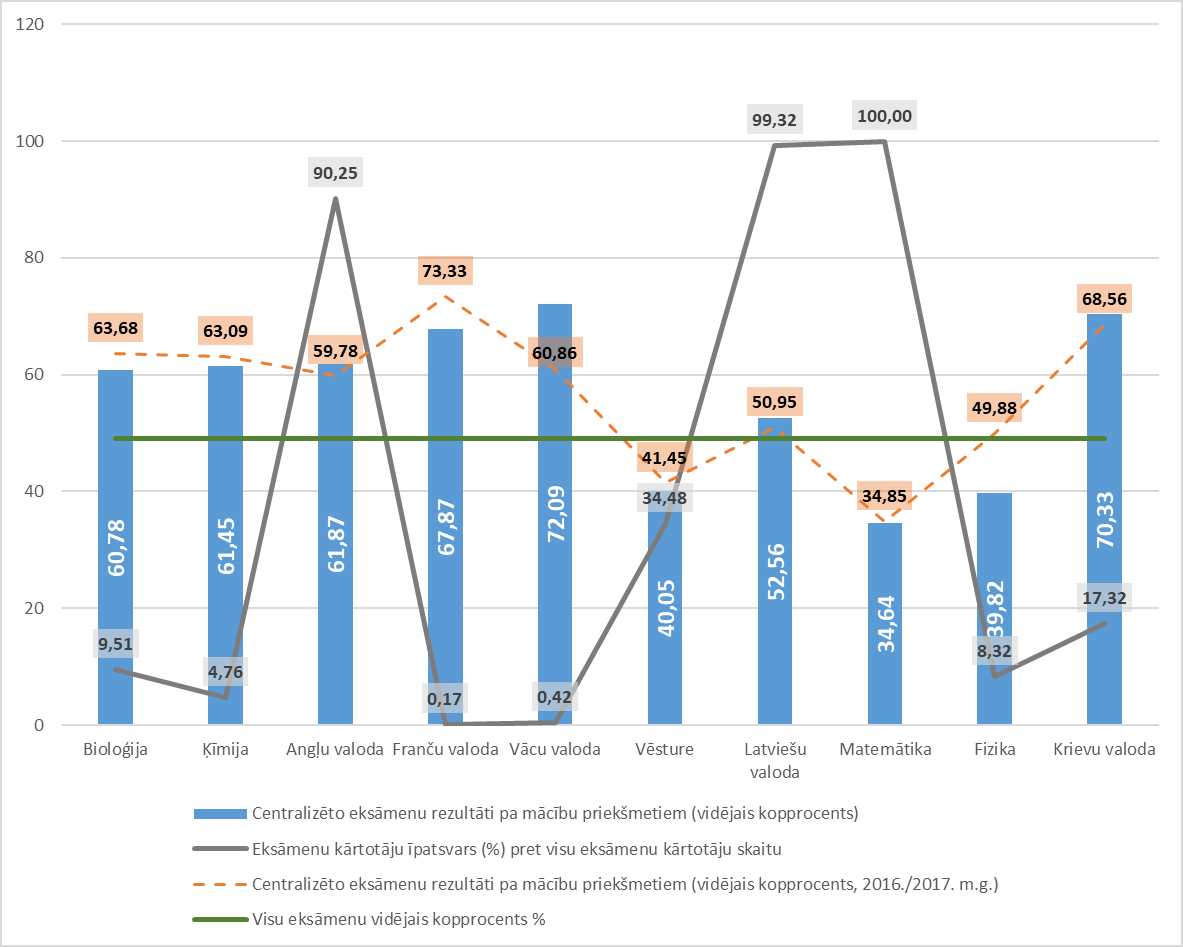 120
100
80
60
40
20
0
99,32
100,00
90,25
73,33
63,68
63,09
59,78
60,86
68,56
50,95
49,88
41,45
34,48
34,85
60,78
61,45
61,87
67,87
72,09
40,05
52,56
34,64
39,82
70,33
9,51
4,76
0,17
0,42
8,32
17,32
Bioloģija
Ķīmija
Angļu valoda
Franču valoda
Vācu valoda
Vēsture
Latviešu
valoda
Matemātika
Fizika
Krievu valoda
Centralizēto eksāmenu rezultāti pa mācību priekšmetiem (vidējais kopprocents)
Eksāmenu kārtotāju īpatsvars (%) pret visu eksāmenu kārtotāju skaitu
Centralizēto eksāmenu rezultāti pa mācību priekšmetiem (vidējais kopprocents, 2016./2017. m.g.)
Visu eksāmenu vidējais kopprocents %